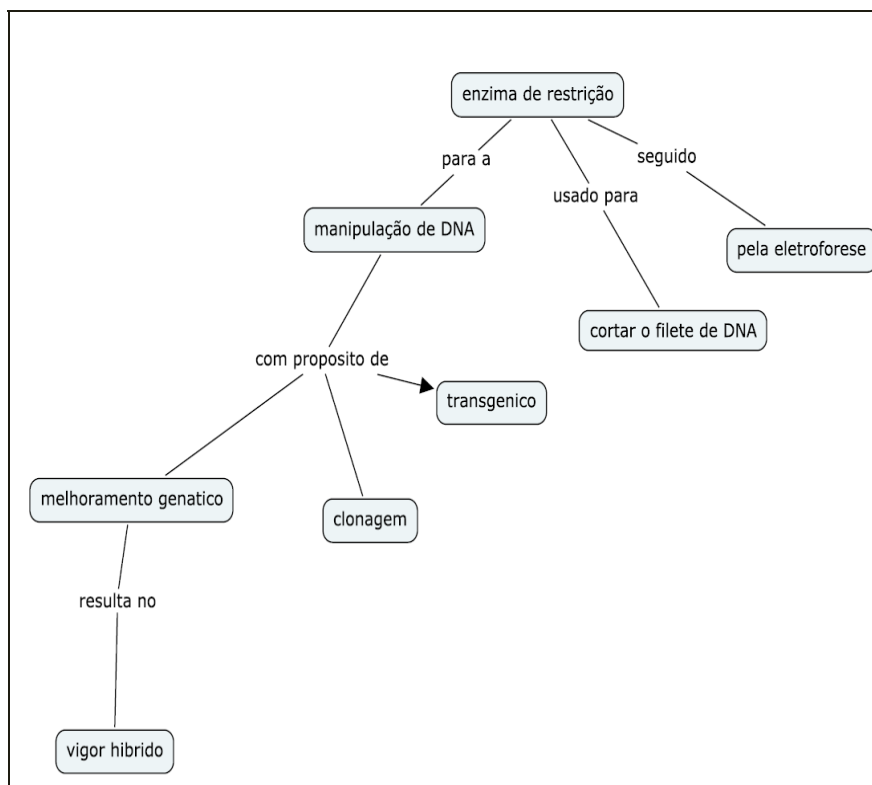 enzima de restrição
para a
seguido
usado para
manipulação de DNA
pela eletroforese
cortar o filete de DNA
com proposito de
transgenico
melhoramento genatico
clonagem
resulta no
vigor hibrido